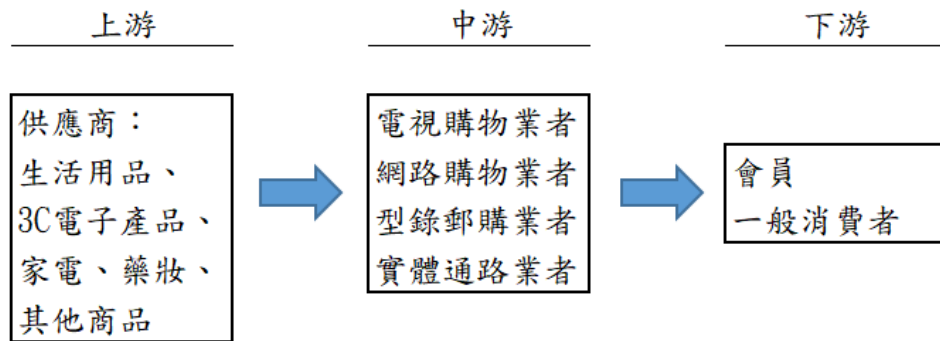 上游
中游
下游
供應商：
生活用品、
3C電子產品、
家電、藥妝、
其他商品
電視購物業者
網路購物業者
型錄郵購業者
實體通路業者
會員
一般消費者